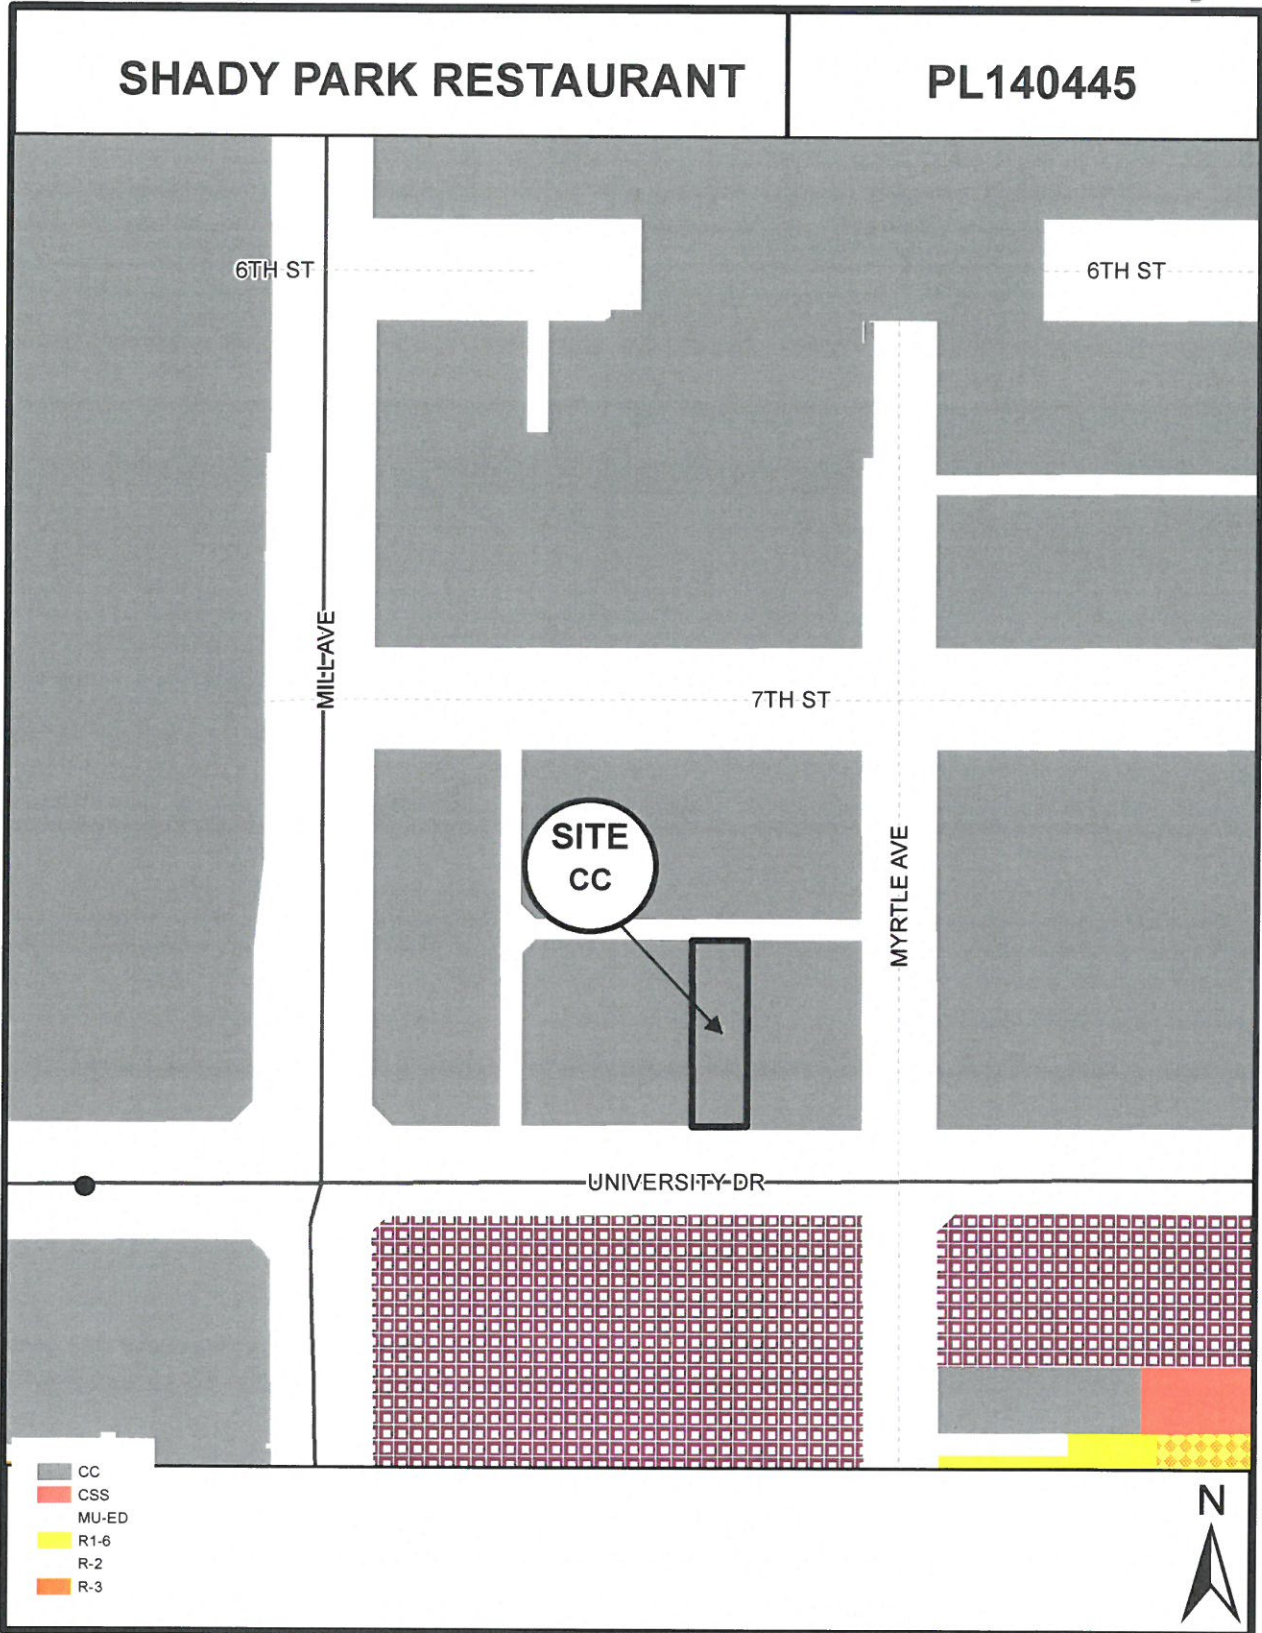 SHADY PARK RESTAURANT
PL140445
6TH ST
6TH ST
MILL AVE
7TH ST
SITE
CC
MYRTLE AVE
UNIVERSITY DR
CC
CSS
MU-ED
R1-6
R-2
R-3
N